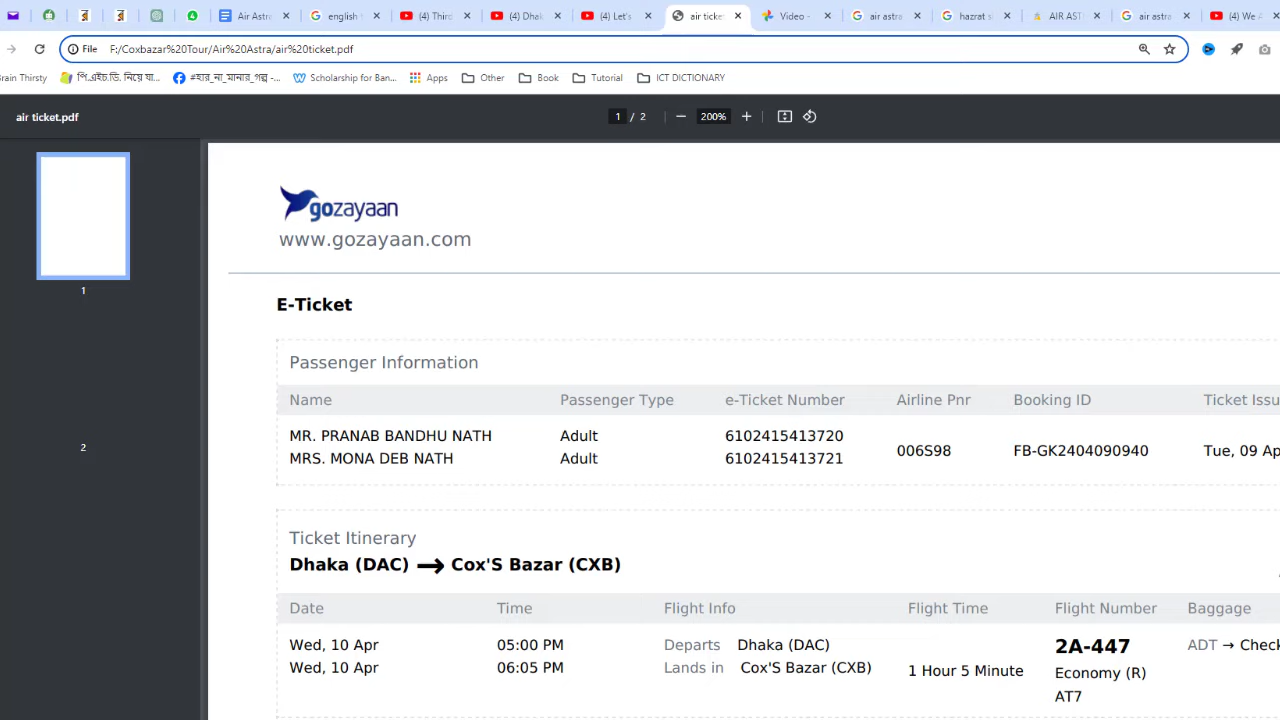 Air Astra
english t
(4) Third
(4) Dhak
(4) Let's
air ticke
Video -
air astra
hazrat s
AIR AST
air astra
(4) We A
File F:/Coxbazar%20Tour/Air%20Astra/air%20ticket.pdf
rain Thirsty
পি.এইচ.ডি. নিয়ে যা...
#হার_না_মানার_গল্প -...
Scholarship for Ban...
Apps
Other
Book
Tutorial
ICT DICTIONARY
air ticket.pdf
1 / 2
200%
1
2
gozayaan
www.gozayaan.com
E-Ticket
Passenger Information
Name Passenger Type e-Ticket Number Airline Pnr Booking ID Ticket Issu
MR. PRANAB BANDHU NATH Adult 6102415413720
006S98 FB-GK2404090940 Tue, 09 Ap
MRS. MONA DEB NATH Adult 6102415413721
Ticket Itinerary
Dhaka (DAC) → Cox'S Bazar (CXB)
Date Time Flight Info Flight Time Flight Number Baggage
Wed, 10 Apr 05:00 PM Departs Dhaka (DAC) 2A-447 ADT → Check
Wed, 10 Apr 06:05 PM Lands in Cox'S Bazar (CXB) 1 Hour 5 Minute Economy (R)
AT7